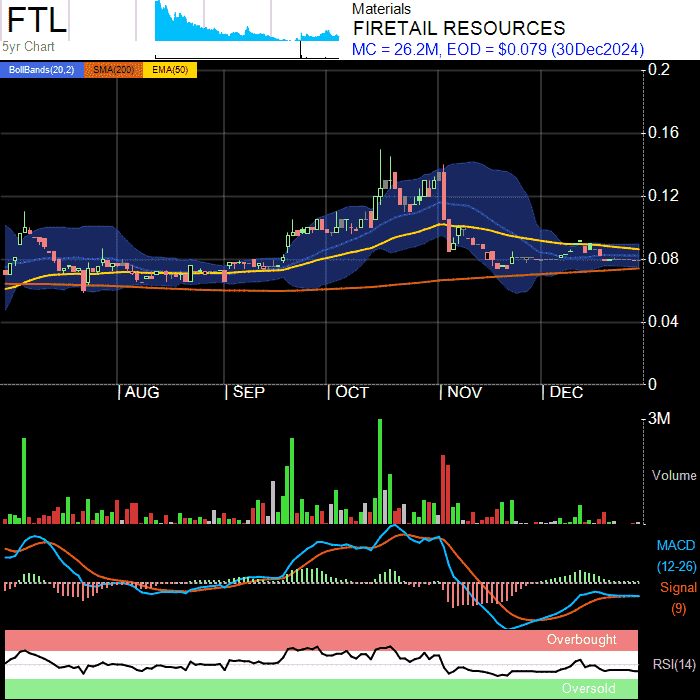 FTL
5yr Chart
Materials
FIRETAIL RESOURCES
MC = 26.2M, EOD = $0.079 (30Dec2024)
BollBands(20,2) SMA(200) EMA(50)
0.2
0.16
0.12
0.08
0.04
0
AUG SEP OCT NOV DEC
3M
Volume
MACD
(12-26)
Signal
(9)
Overbought
RSI(14)
Oversold